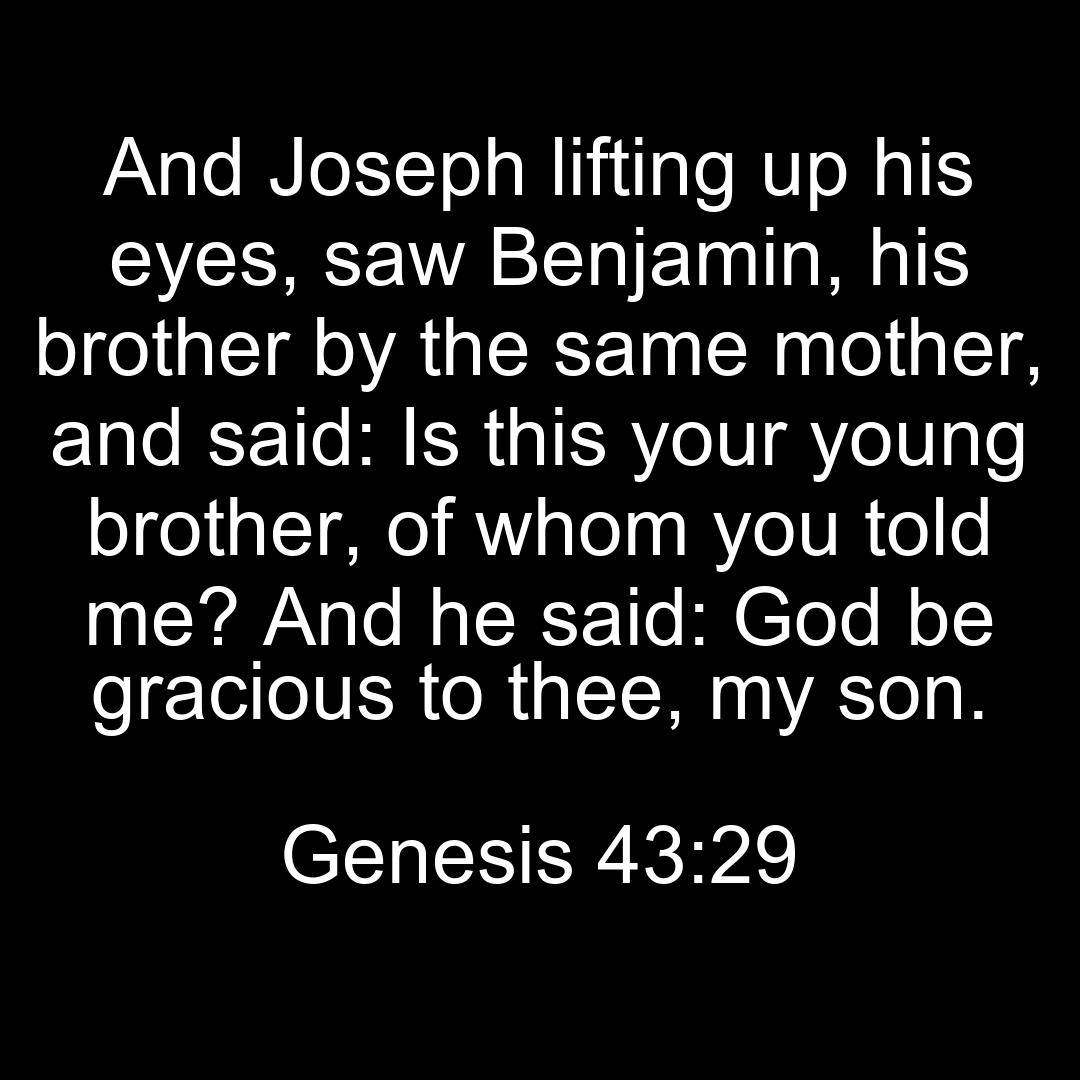 And Joseph lifting up his
eyes, saw Benjamin, his
brother by the same mother,
and said: Is this your young
brother, of whom you told
me? And he said: God be
gracious to thee, my son.
Genesis 43:29